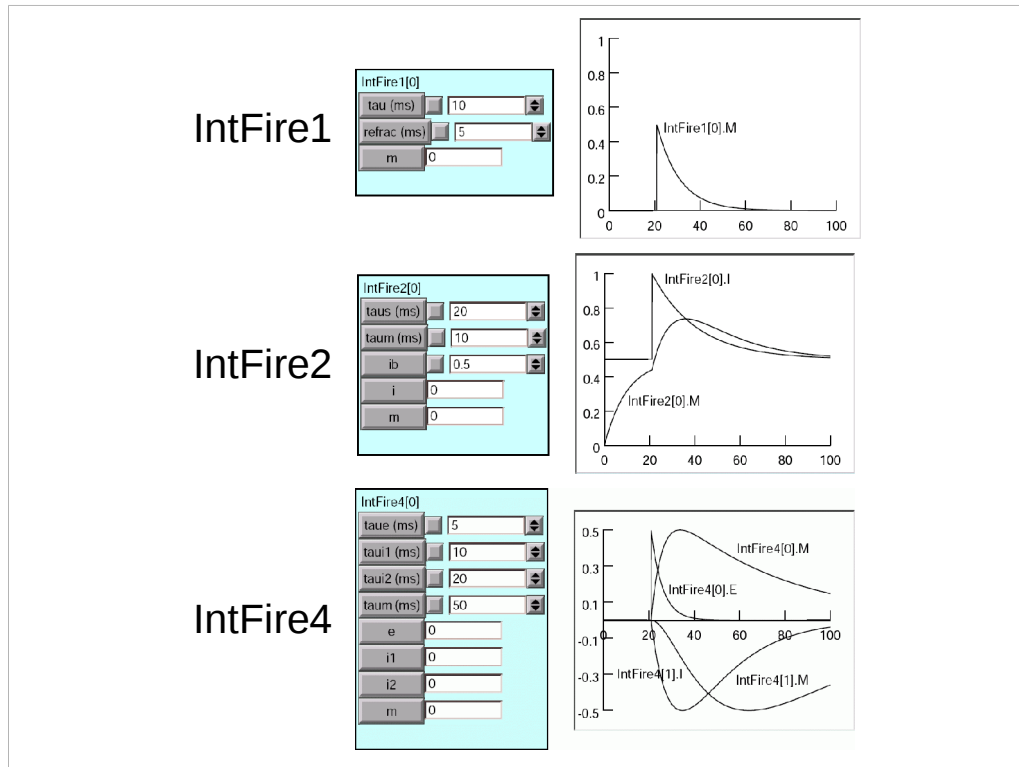 IntFire1
IntFire1[0]
tau (ms) 10
refrac (ms) 5
m 0
1
0.8
0.6
0.4
0.2
0
IntFire1[0].M
0 20 40 60 80 100
IntFire2
IntFire2[0]
taus (ms) 20
taum (ms) 10
ib 0.5
i 0
m 0
1
0.8
0.6
0.4
0.2
0
IntFire2[0].I
IntFire2[0].M
0 20 40 60 80 100
IntFire4
IntFire4[0]
taue (ms) 5
taui1 (ms) 10
taui2 (ms) 20
taum (ms) 50
e 0
i1 0
i2 0
m 0
0.5
0.3
0.1
-0.1
-0.3
-0.5
IntFire4[0].M
IntFire4[0].E
0 20 40 60 80 100
IntFire4[1].I
IntFire4[1].M